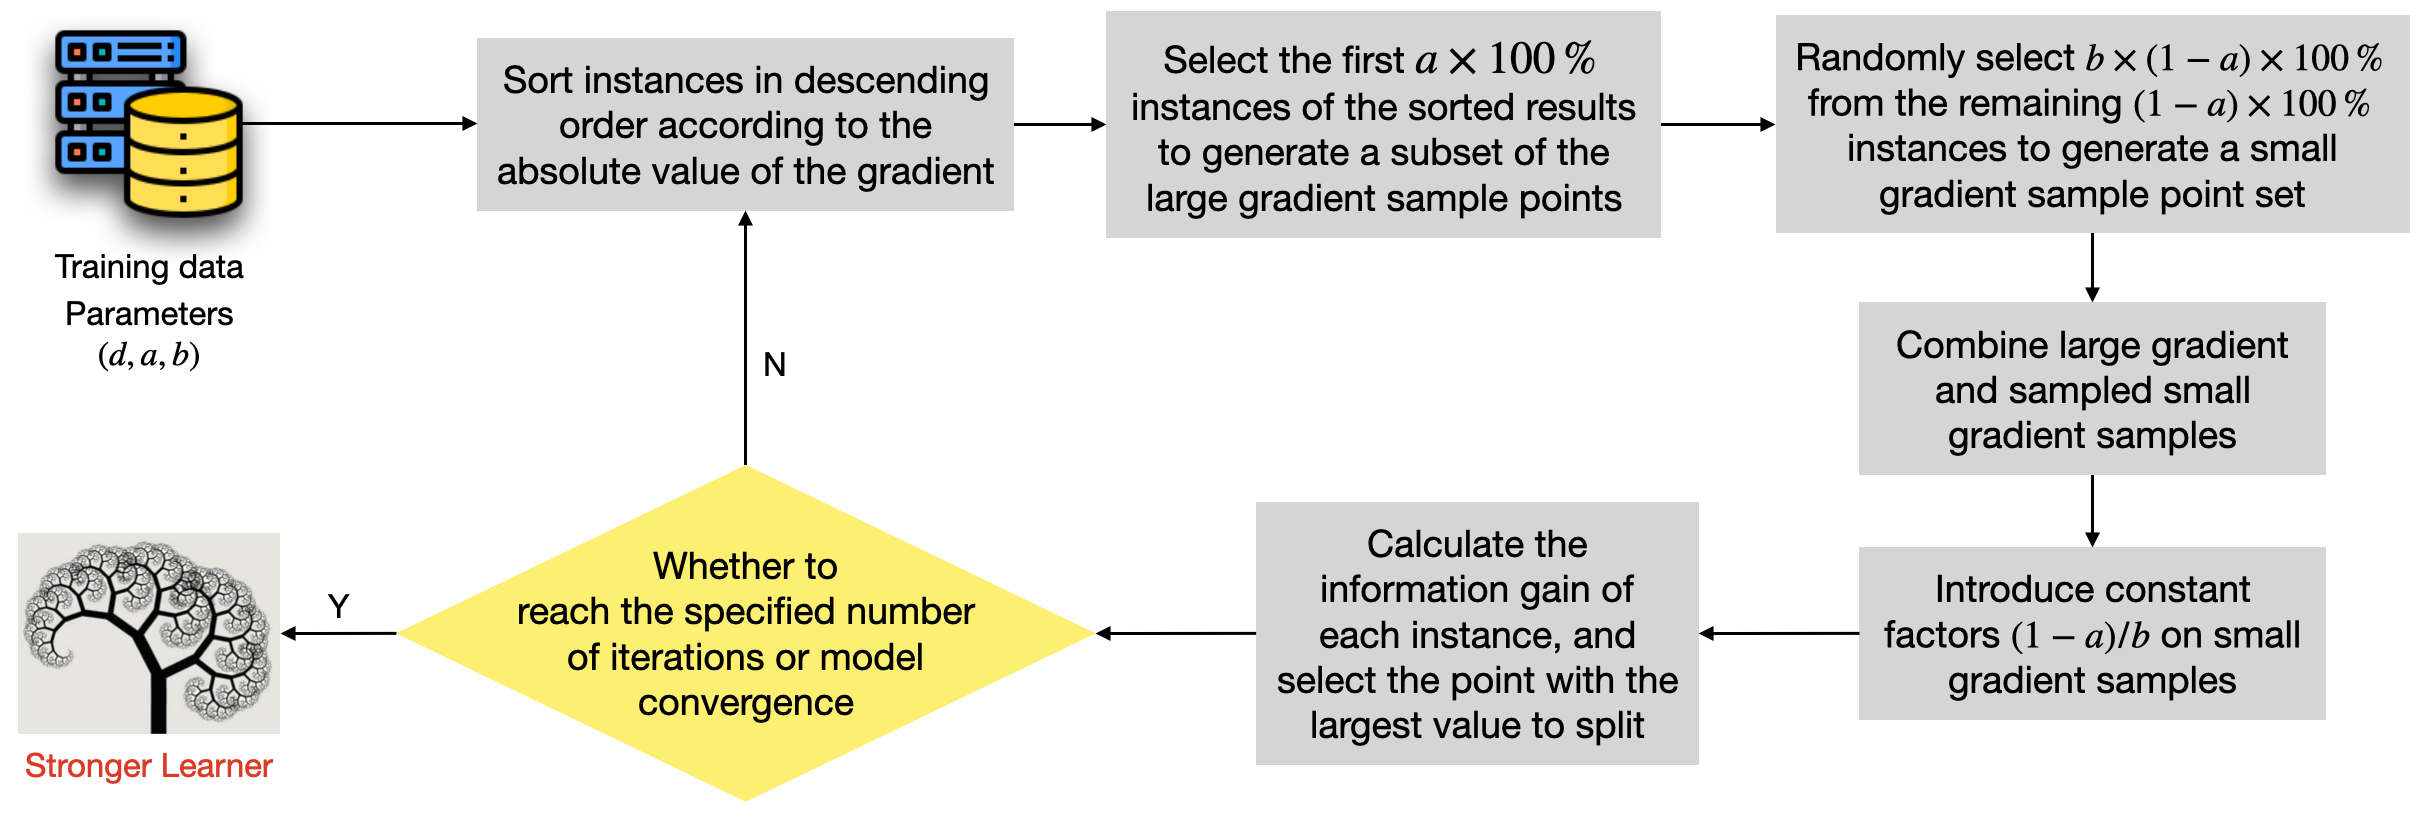 Training data
Parameters
(d, a, b)
Sort instances in descending
order according to the
absolute value of the gradient
Select the first a × 100 %
instances of the sorted results
to generate a subset of the
large gradient sample points
Randomly select b × (1 − a) × 100 %
from the remaining (1 − a) × 100 %
instances to generate a small
gradient sample point set
Combine large gradient
and sampled small
gradient samples
Introduce constant
factors (1 − a)/b on small
gradient samples
Calculate the
information gain of
each instance, and
select the point with the
largest value to split
Whether to
reach the specified number
of iterations or model
convergence
N
Y
Stronger Learner